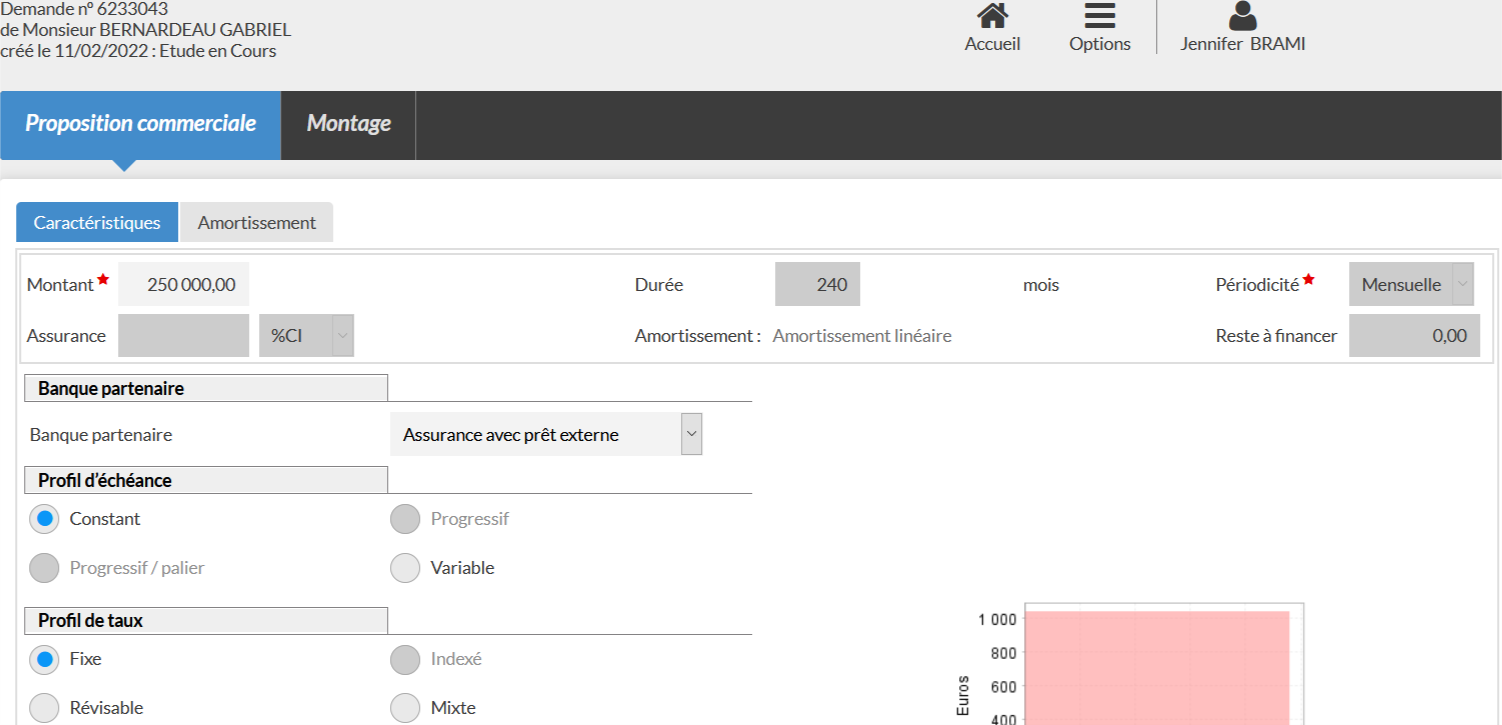 Demande nº 6233043
de Monsieur BERNARDEAU GABRIEL
créé le 11/02/2022 : Etude en Cours
Accueil
Options
Jennifer BRAMI
Proposition commerciale
Montage
Caractéristiques
Amortissement
Montant
250 000,00
Durée
240
mois
Périodicité
Mensuelle
Assurance
%CI
Amortissement : Amortissement linéaire
Reste à financer
0,00
Banque partenaire
Banque partenaire
Assurance avec prêt externe
Profil d'échéance
Constant
Progressif
Progressif / palier
Variable
Profil de taux
Fixe
Indexé
Révisable
Mixte
1 000
800
600
400
Euros